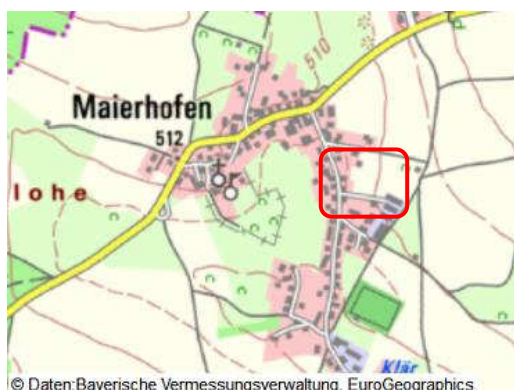 510
Maierhofen
512
lohe
Klär
© Daten:Bayerische Vermessungsverwaltung, EuroGeographics